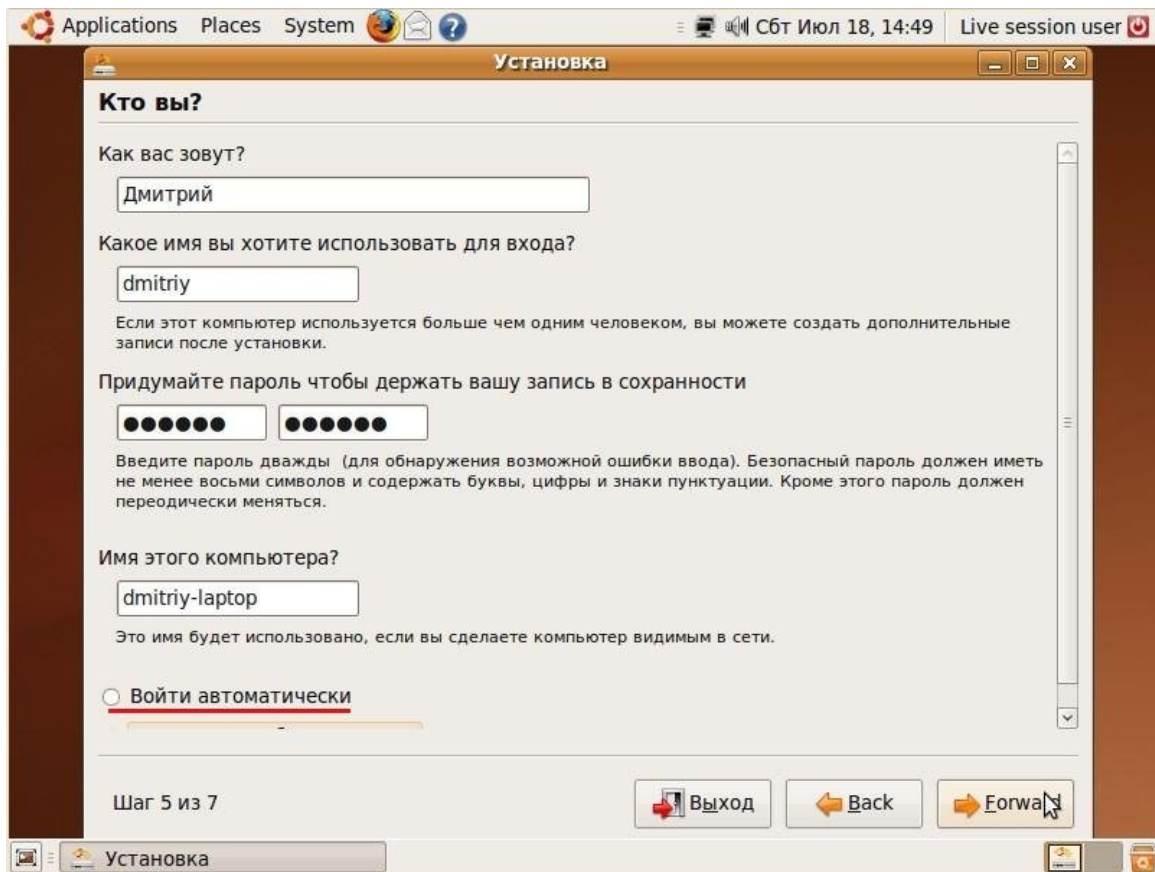 Applications Places System Сбт Июл 18, 14:49 Live session user
Установка
Кто вы?
Как вас зовут?
Дмитрий
Какое имя вы хотите использовать для входа?
dmitriy
Если этот компьютер используется больше чем одним человеком, вы можете создать дополнительные
записи после установки.
Придумайте пароль чтобы держать вашу запись в сохранности
●●●●●● ●●●●●●
Введите пароль дважды (для обнаружения возможной ошибки ввода). Безопасный пароль должен иметь
не менее восьми символов и содержать буквы, цифры и знаки пунктуации. Кроме этого пароль должен
переодически меняться.
Имя этого компьютера?
dmitriy-laptop
Это имя будет использовано, если вы сделаете компьютер видимым в сети.
Войти автоматически
Шаг 5 из 7 Выход Back Forward
Установка